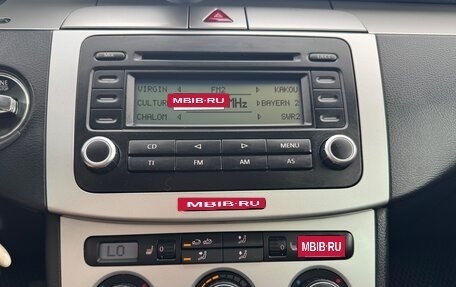 EJECT
VIRGIN FM2 KAKOU
CULTUR MBIB·RU MHz BAYERN 2
CHALOM SWR2
CD MENU
TI FM AM AS
MBIB·RU
LO MBIB·RU